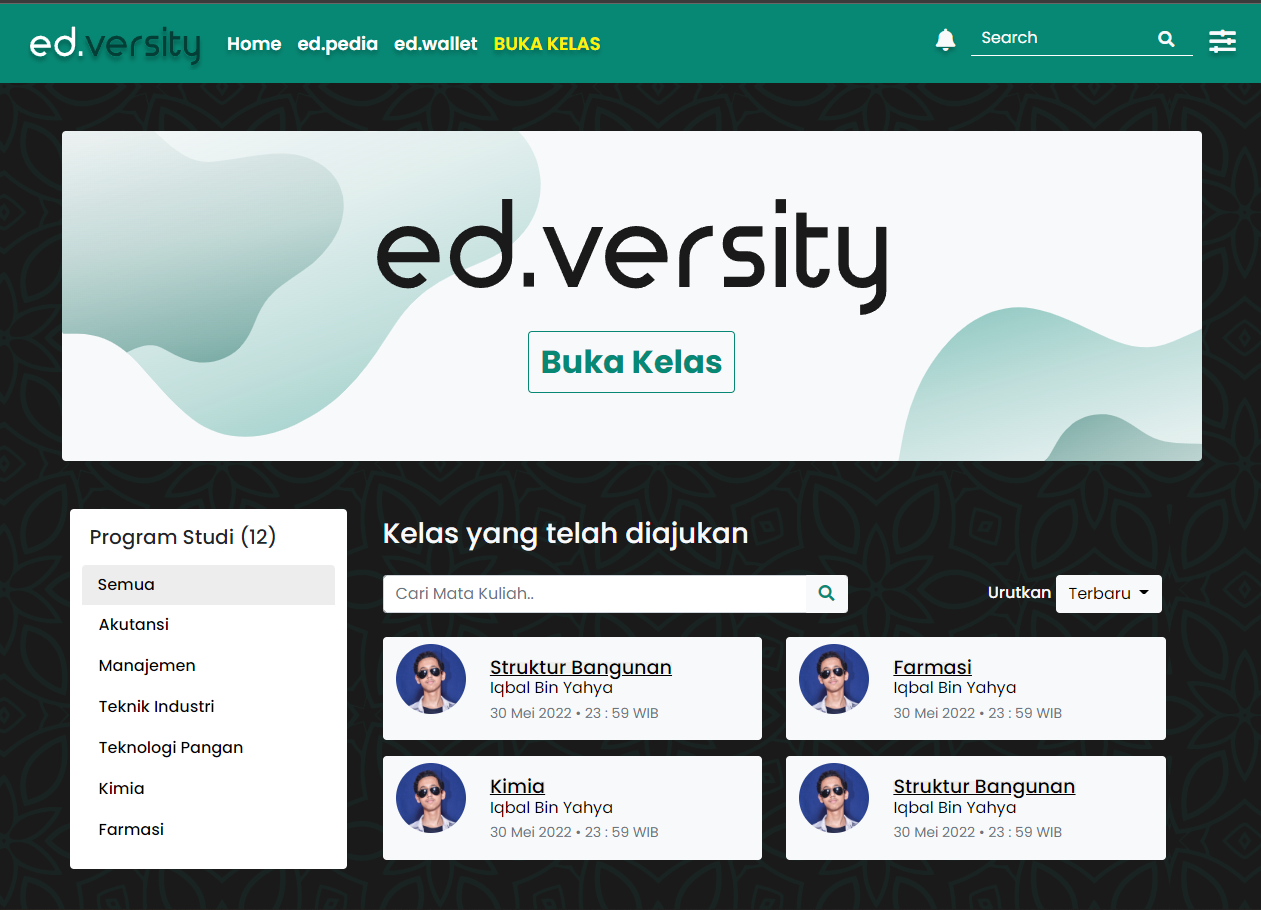 ed.versity Home ed.pedia ed.wallet BUKA KELAS Search
ed.versity
Buka Kelas
Program Studi (12)
Semua
Akutansi
Manajemen
Teknik Industri
Teknologi Pangan
Kimia
Farmasi
Kelas yang telah diajukan
Cari Mata Kuliah..
Urutkan Terbaru
Struktur Bangunan
Iqbal Bin Yahya
30 Mei 2022 • 23 : 59 WIB
Farmasi
Iqbal Bin Yahya
30 Mei 2022 • 23 : 59 WIB
Kimia
Iqbal Bin Yahya
30 Mei 2022 • 23 : 59 WIB
Struktur Bangunan
Iqbal Bin Yahya
30 Mei 2022 • 23 : 59 WIB